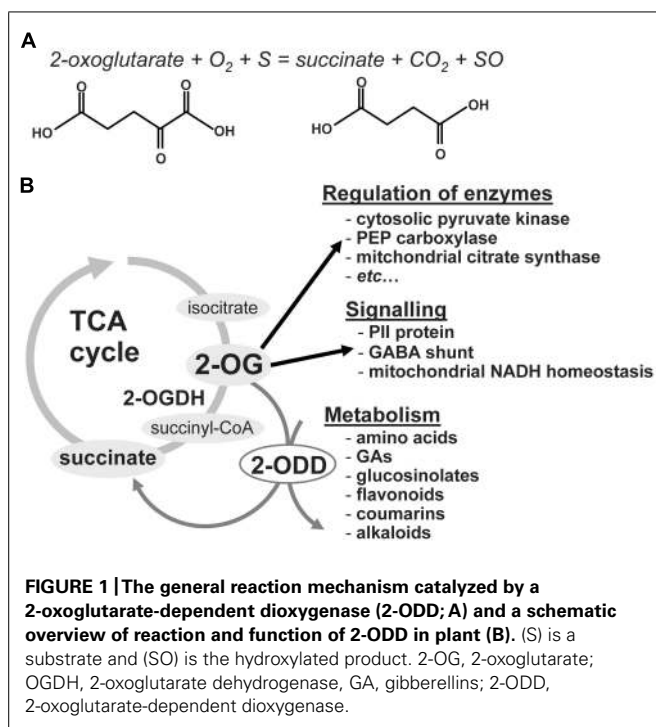 A
2-oxoglutarate + O2 + S = succinate + CO2 + SO
O
O
HO
OH
O
O
OH
HO
O
B
Regulation of enzymes
- cytosolic pyruvate kinase
- PEP carboxylase
- mitchondrial citrate synthase
- etc...
Signalling
- PII protein
- GABA shunt
- mitochondrial NADH homeostasis
Metabolism
- amino acids
- GAs
- glucosinolates
- flavonoids
- coumarins
- alkaloids
TCA
cycle
isocitrate
2-OG
2-OGDH
succinyl-CoA
succinate
2-ODD
FIGURE 1 | The general reaction mechanism catalyzed by a
2-oxoglutarate-dependent dioxygenase (2-ODD; A) and a schematic
overview of reaction and function of 2-ODD in plant (B). (S) is a
substrate and (SO) is the hydroxylated product. 2-OG, 2-oxoglutarate;
OGDH, 2-oxoglutarate dehydrogenase, GA, gibberellins; 2-ODD,
2-oxoglutarate-dependent dioxygenase.